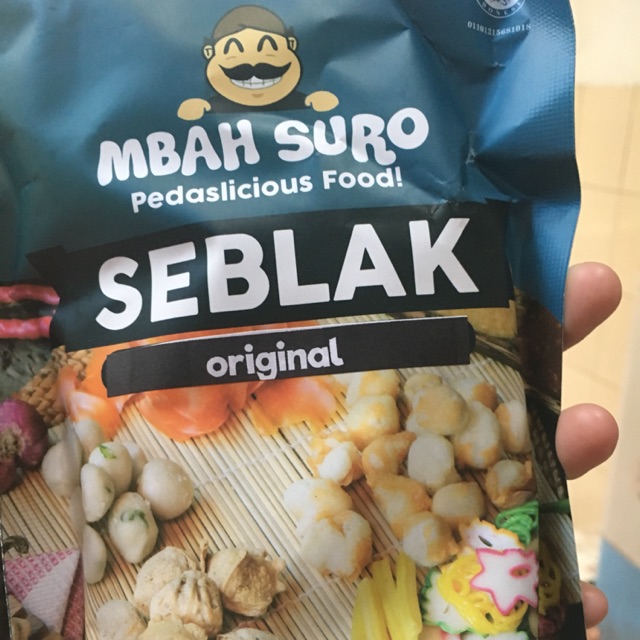 MBAH SURO
Pedaslicious Food!
SEBLAK
original